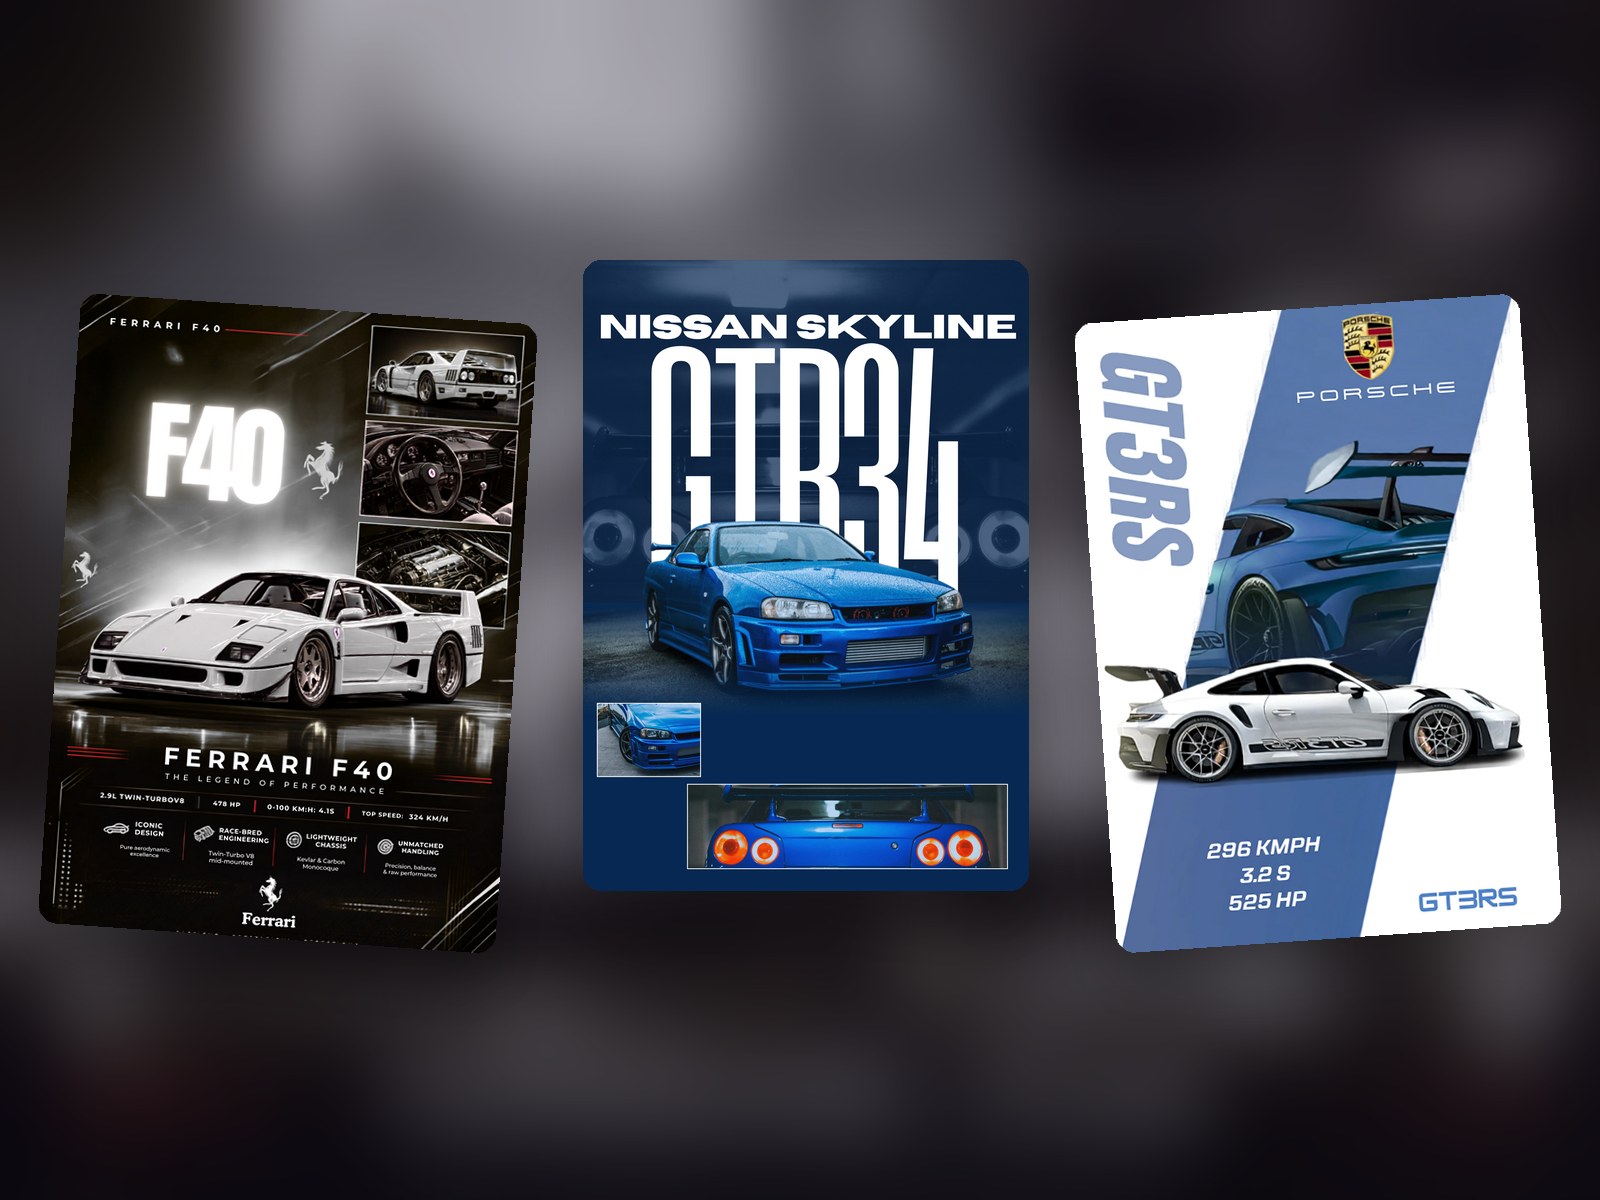 FERRARI F40
F40
FERRARI F40
THE LEGEND OF PERFORMANCE
2.9L TWIN-TURBOV8
478 HP
0-100 KM:H: 4.1S
TOP SPEED: 324 KM/H
ICONIC
DESIGN
Pure aerodynamic
excellence
RACE-BRED
ENGINEERING
Twin-Turbo V8
mid-mounted
LIGHTWEIGHT
CHASSIS
Kevlar & Carbon
Monocoque
UNMATCHED
HANDLING
Precision, balance
& raw performance
Ferrari
NISSAN SKYLINE
GTR34
PORSCHE
PORSCHE
GT3RS
296 KMPH
3.2 S
525 HP
GT3RS